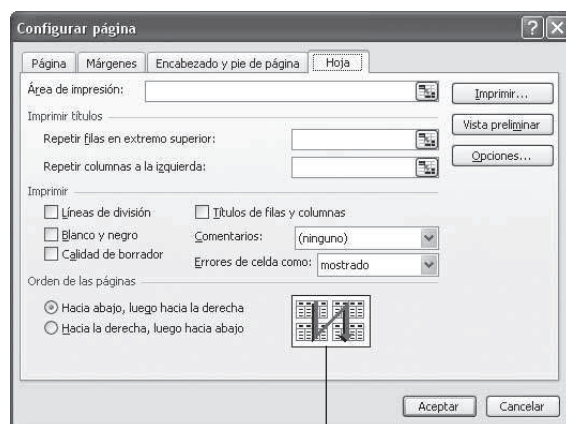 Configurar página
Página Márgenes Encabezado y pie de página Hoja
Área de impresión:
Imprimir...
Imprimir títulos
Vista preliminar
Repetir filas en extremo superior:
Opciones...
Repetir columnas a la izquierda:
Imprimir
Líneas de división Títulos de filas y columnas
Blanco y negro Comentarios: (ninguno)
Calidad de borrador Errores de celda como: mostrado
Orden de las páginas
Hacia abajo, luego hacia la derecha
Hacia la derecha, luego hacia abajo
Aceptar Cancelar